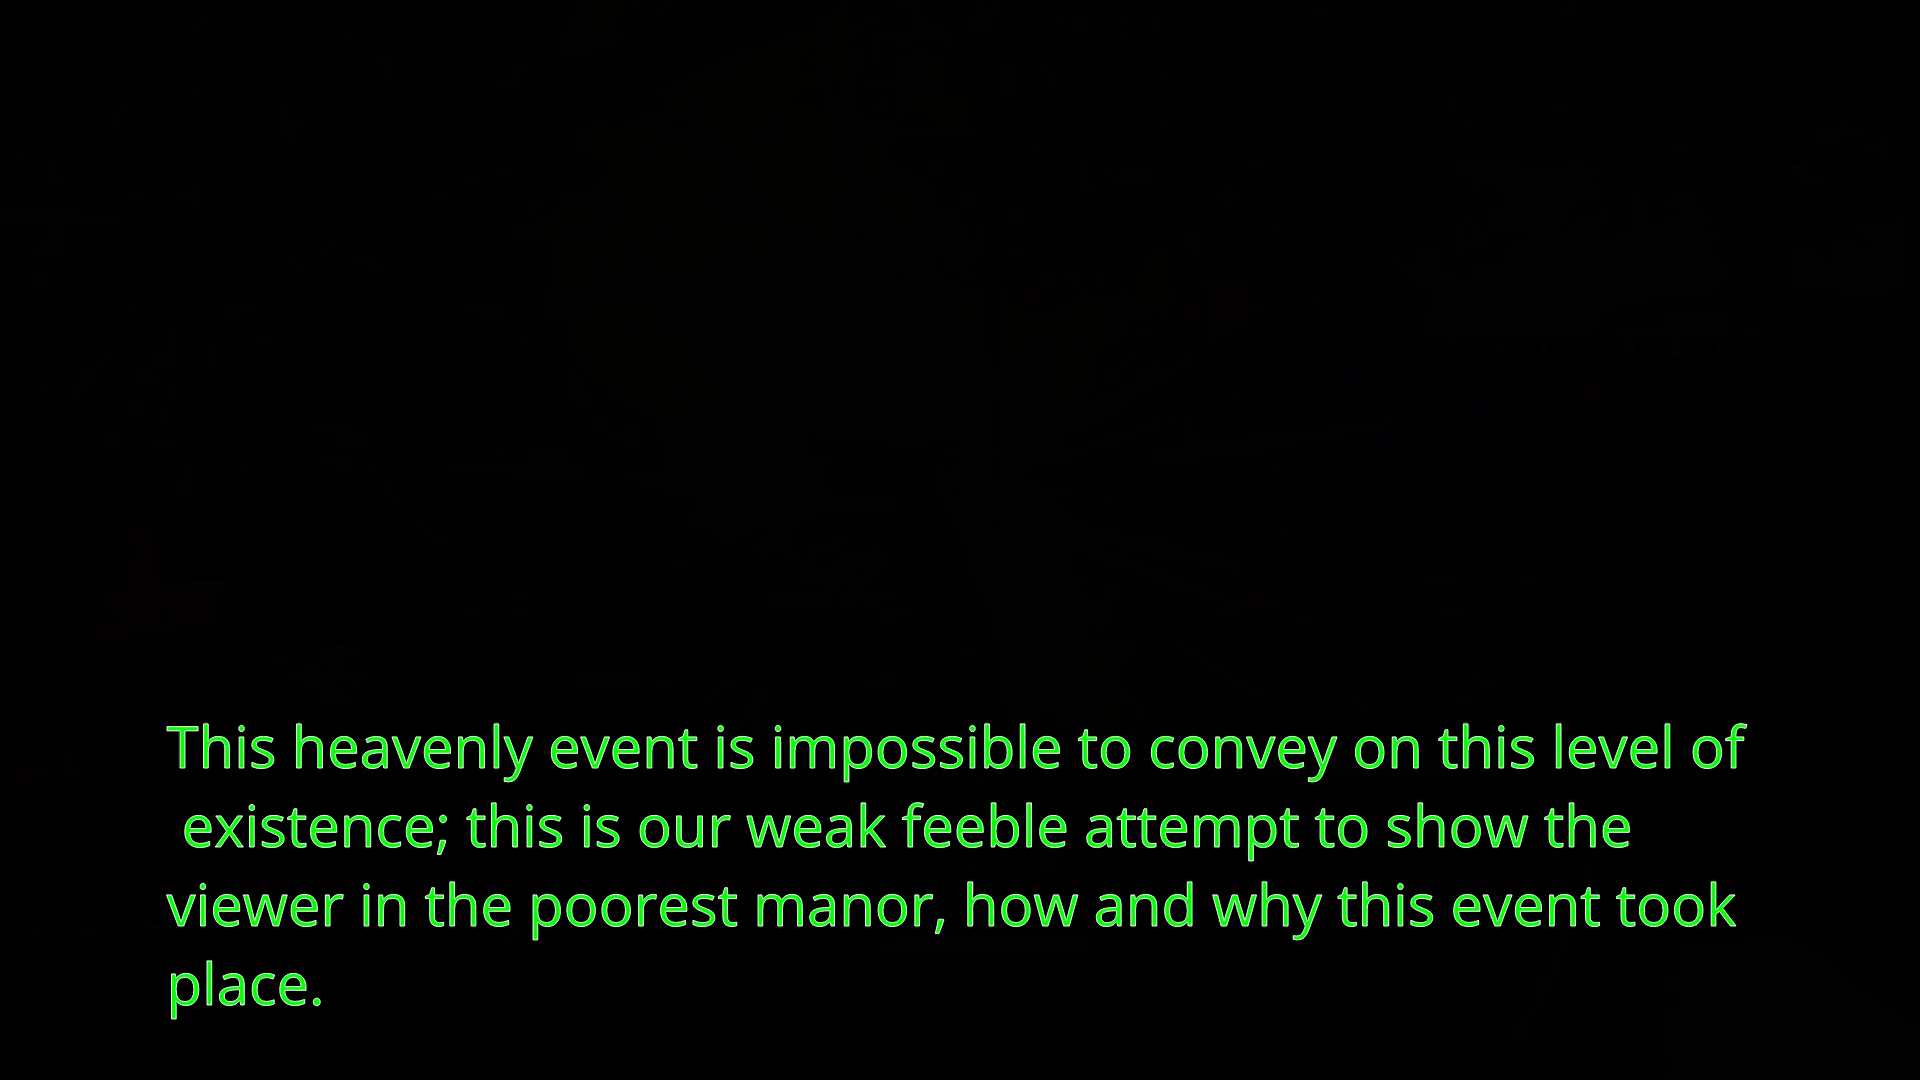 This heavenly event is impossible to convey on this level of
existence; this is our weak feeble attempt to show the
viewer in the poorest manor, how and why this event took
place.